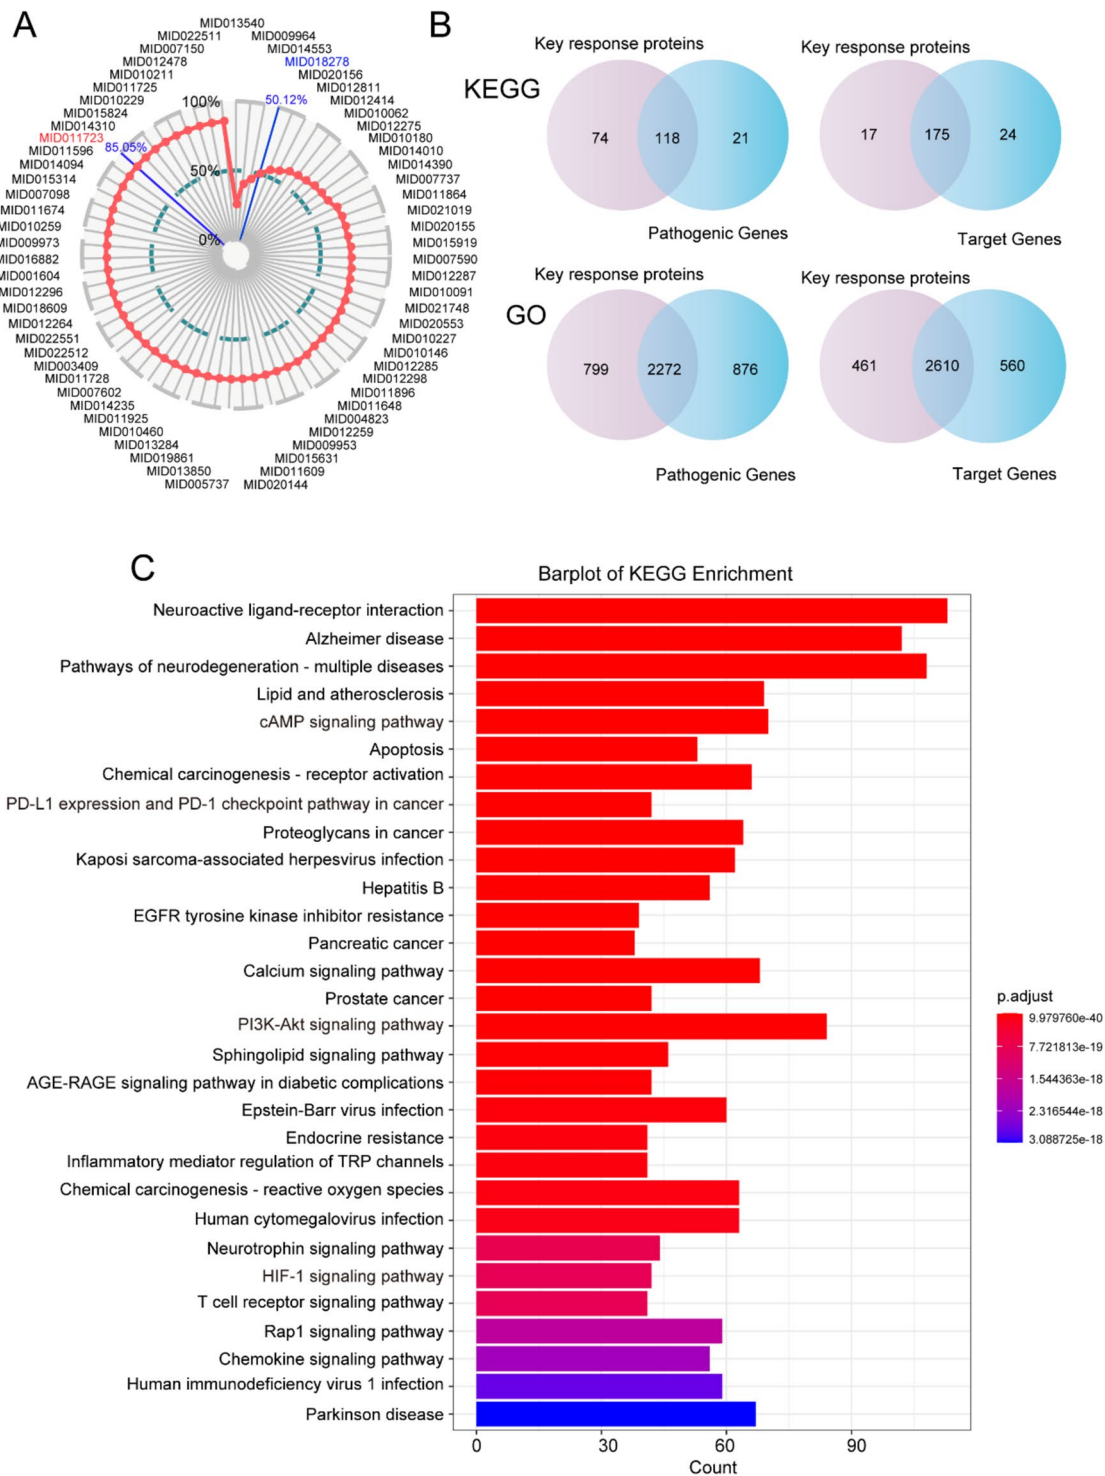 A
MID013540
MID022511
MID009964
MID007150
MID014553
MID012478
MID018278
MID010211
MID020156
MID011725
MID012811
MID010229
MID012414
MID015824
MID010062
MID014310
MID012275
MID011723
MID010180
MID011596
MID014010
MID014094
MID014390
MID015314
MID007737
MID007098
MID011864
MID011674
MID021019
MID010259
MID020155
MID009973
MID015919
MID016882
MID007590
MID001604
MID012287
MID012296
MID010091
MID018609
MID021748
MID012264
MID020553
MID022551
MID010227
MID022512
MID010146
MID003409
MID012285
MID011728
MID012298
MID007602
MID011896
MID014235
MID011648
MID011925
MID004823
MID010460
MID012259
MID013284
MID009953
MID019861
MID015631
MID013850
MID011609
MID005737
MID020144
100%
50.12%
85.05%
50%
0%
B
KEGG
Key response proteins
74 118 21
Pathogenic Genes
Key response proteins
17 175 24
Target Genes
GO
Key response proteins
799 2272 876
Pathogenic Genes
Key response proteins
461 2610 560
Target Genes
C
Barplot of KEGG Enrichment
Neuroactive ligand-receptor interaction
Alzheimer disease
Pathways of neurodegeneration - multiple diseases
Lipid and atherosclerosis
cAMP signaling pathway
Apoptosis
Chemical carcinogenesis - receptor activation
PD-L1 expression and PD-1 checkpoint pathway in cancer
Proteoglycans in cancer
Kaposi sarcoma-associated herpesvirus infection
Hepatitis B
EGFR tyrosine kinase inhibitor resistance
Pancreatic cancer
Calcium signaling pathway
Prostate cancer
PI3K-Akt signaling pathway
Sphingolipid signaling pathway
AGE-RAGE signaling pathway in diabetic complications
Epstein-Barr virus infection
Endocrine resistance
Inflammatory mediator regulation of TRP channels
Chemical carcinogenesis - reactive oxygen species
Human cytomegalovirus infection
Neurotrophin signaling pathway
HIF-1 signaling pathway
T cell receptor signaling pathway
Rap1 signaling pathway
Chemokine signaling pathway
Human immunodeficiency virus 1 infection
Parkinson disease
0 30 60 90
Count
p.adjust
9.979760e-40
7.721813e-19
1.544363e-18
2.316544e-18
3.088725e-18